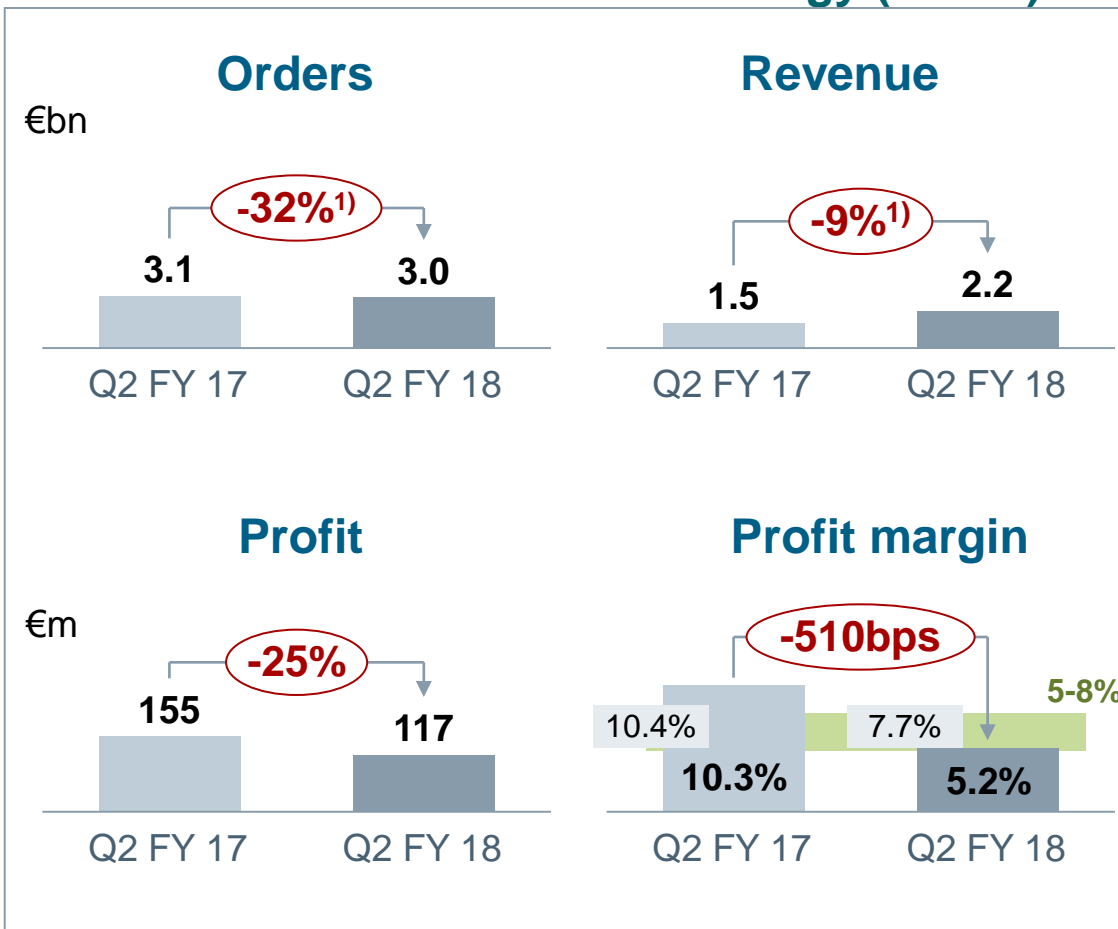 Orders
€bn
-32%1)
3.1
3.0
Q2 FY 17
Q2 FY 18
Revenue
-9%1)
1.5
2.2
Q2 FY 17
Q2 FY 18
Profit
€m
-25%
155
117
Q2 FY 17
Q2 FY 18
Profit margin
-510bps
5-8%
10.4%
7.7%
10.3%
5.2%
Q2 FY 17
Q2 FY 18